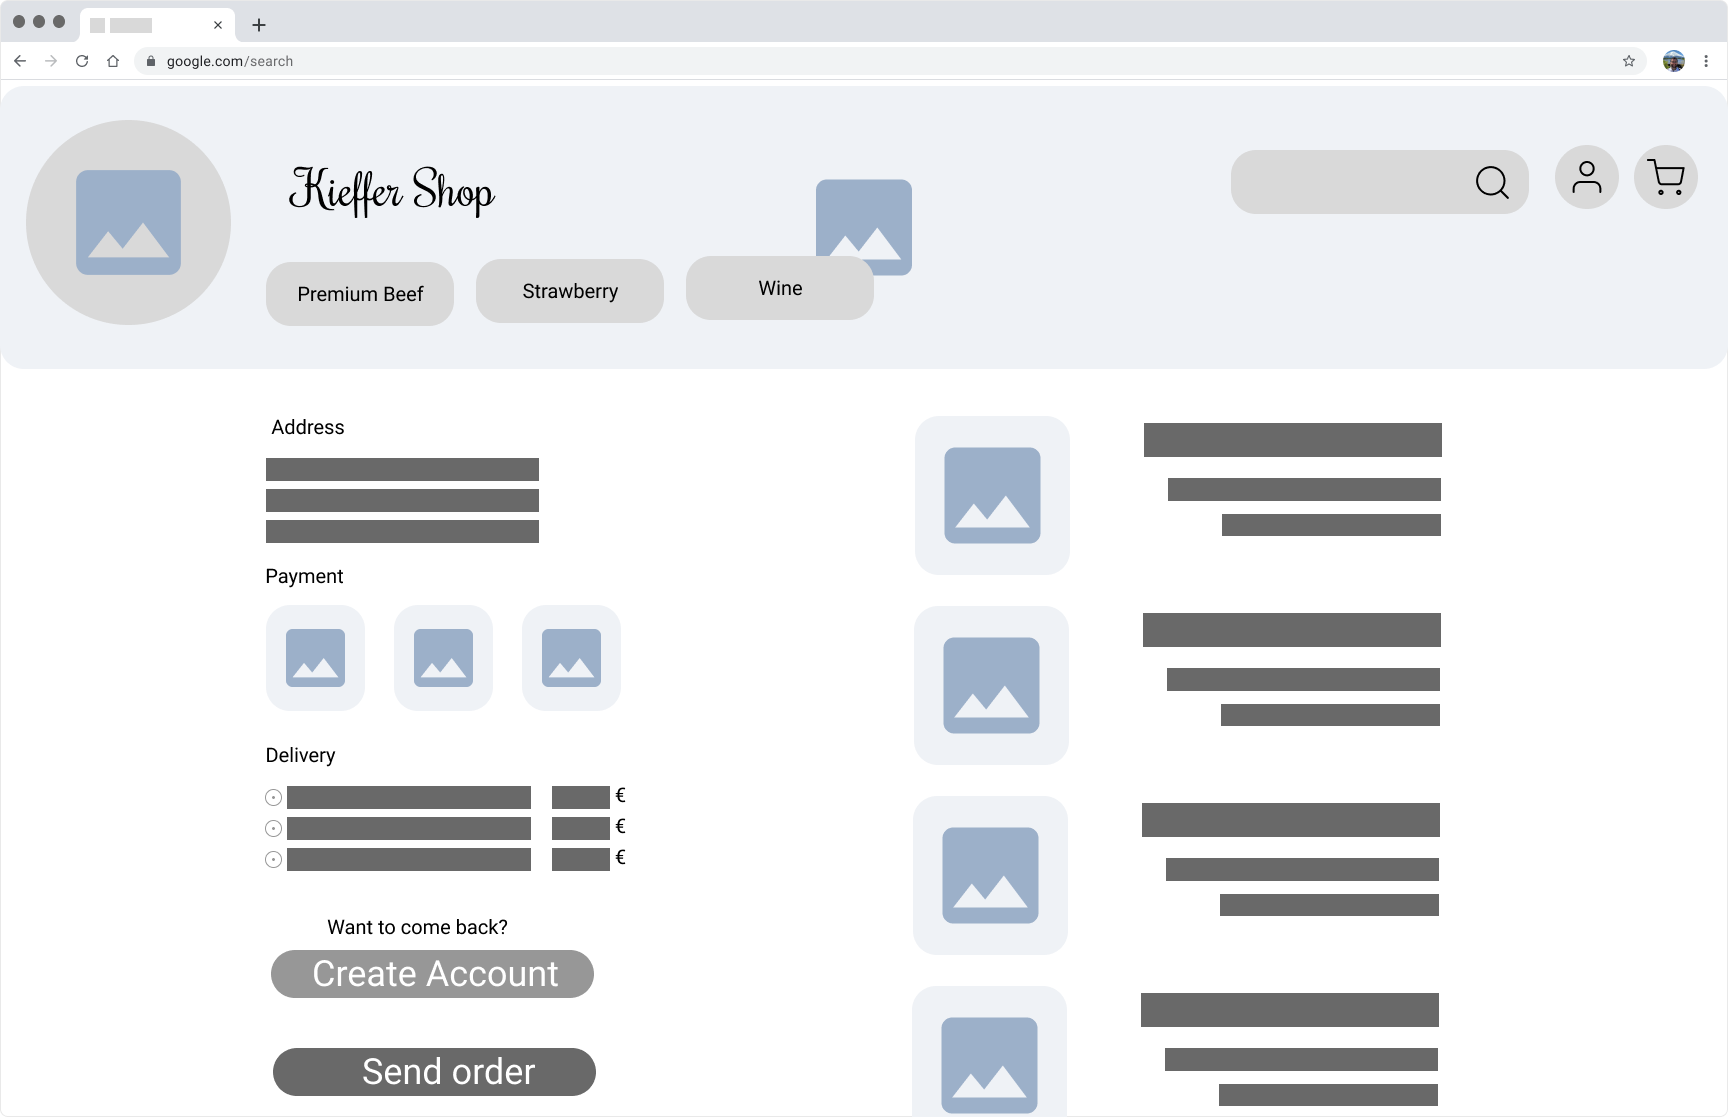 google.com/search
Kieffer Shop
Premium Beef
Strawberry
Wine
Address
Payment
Delivery
€
€
€
Want to come back?
Create Account
Send order